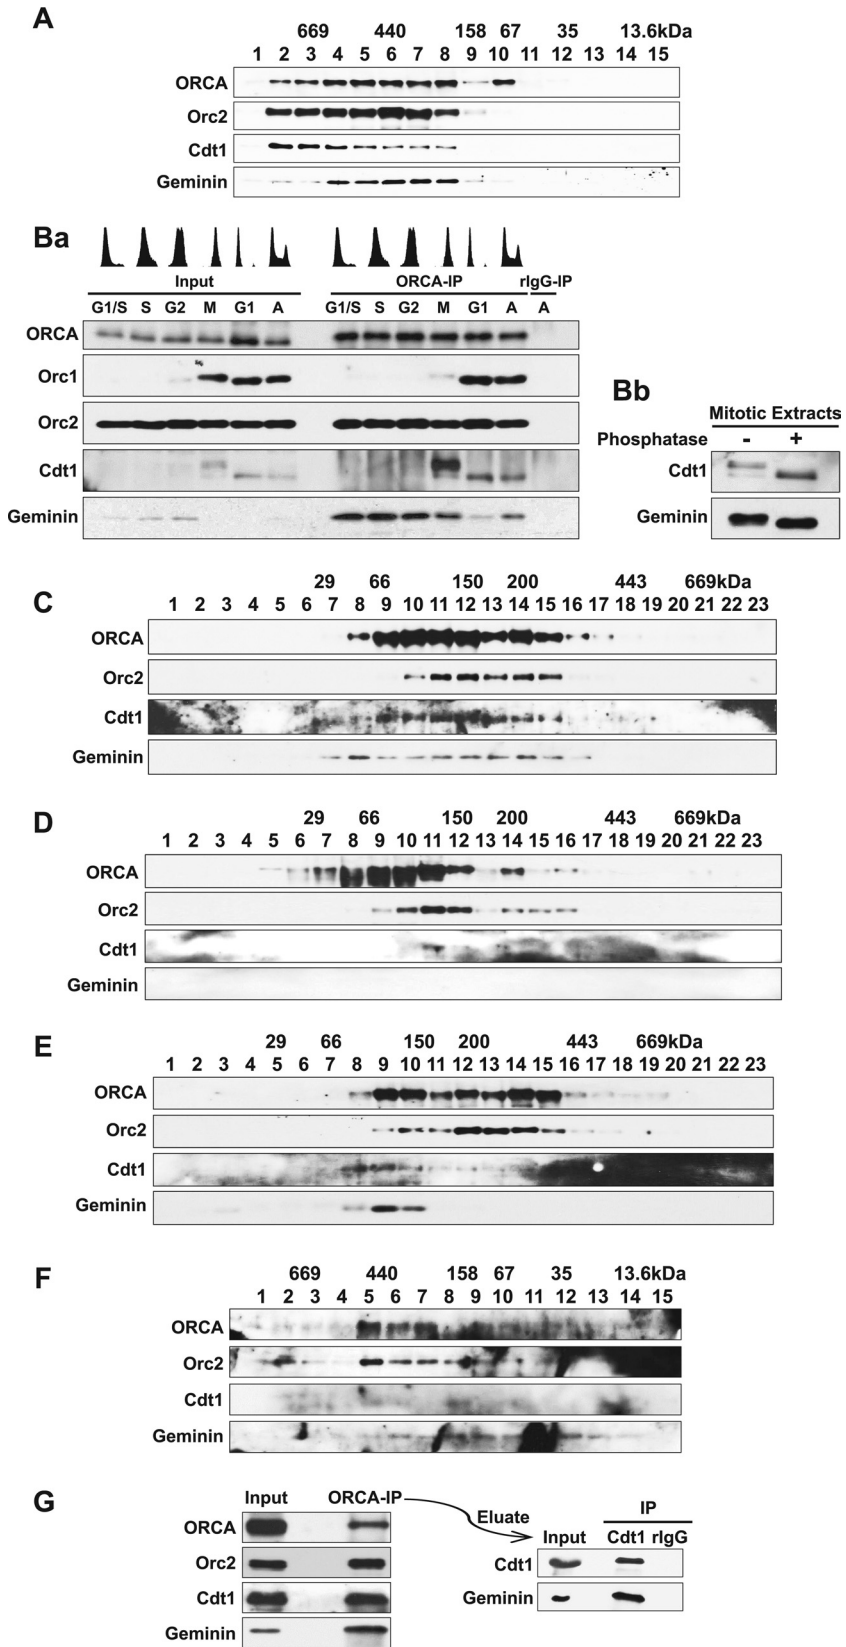 A
669 440 158 67 35 13.6kDa
1 2 3 4 5 6 7 8 9 10 11 12 13 14 15
ORCA
Orc2
Cdt1
Geminin
Ba
Input ORCA-IP rIgG-IP
G1/S S G2 M G1 A G1/S S G2 M G1 A A
ORCA
Orc1
Orc2
Cdt1
Geminin
Bb
Mitotic Extracts
Phosphatase - +
Cdt1
Geminin
C
29 66 150 200 443 669kDa
1 2 3 4 5 6 7 8 9 10 11 12 13 14 15 16 17 18 19 20 21 22 23
ORCA
Orc2
Cdt1
Geminin
D
29 66 150 200 443 669kDa
1 2 3 4 5 6 7 8 9 10 11 12 13 14 15 16 17 18 19 20 21 22 23
ORCA
Orc2
Cdt1
Geminin
E
29 66 150 200 443 669kDa
1 2 3 4 5 6 7 8 9 10 11 12 13 14 15 16 17 18 19 20 21 22 23
ORCA
Orc2
Cdt1
Geminin
F
669 440 158 67 35 13.6kDa
1 2 3 4 5 6 7 8 9 10 11 12 13 14 15
ORCA
Orc2
Cdt1
Geminin
G
Input ORCA-IP
ORCA
Orc2
Cdt1
Geminin
Eluate
IP
Input Cdt1 rIgG
Cdt1
Geminin